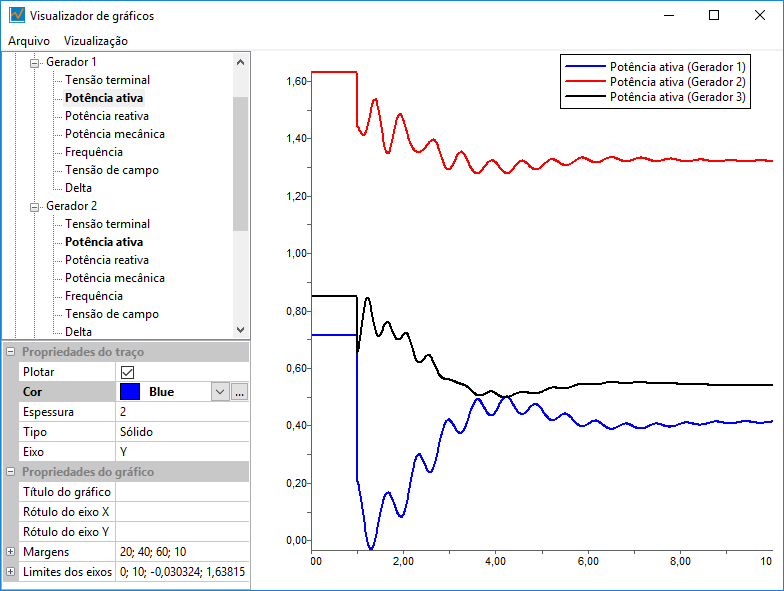 Visualizador de gráficos
Arquivo Vizualização
Gerador 1
Tensão terminal
Potência ativa
Potência reativa
Potência mecânica
Frequência
Tensão de campo
Delta
Gerador 2
Tensão terminal
Potência ativa
Potência reativa
Potência mecânica
Frequência
Tensão de campo
Delta
Propriedades do traço
Plotar
Cor Blue ...
Espessura 2
Tipo Sólido
Eixo Y
Propriedades do gráfico
Título do gráfico
Rótulo do eixo X
Rótulo do eixo Y
Margens 20; 40; 60; 10
Limites dos eixos 0; 10; -0,030324; 1,63815
Potência ativa (Gerador 1)
Potência ativa (Gerador 2)
Potência ativa (Gerador 3)
1,60
1,40
1,20
1,00
0,80
0,60
0,40
0,20
0,00
00 2,00 4,00 6,00 8,00 10